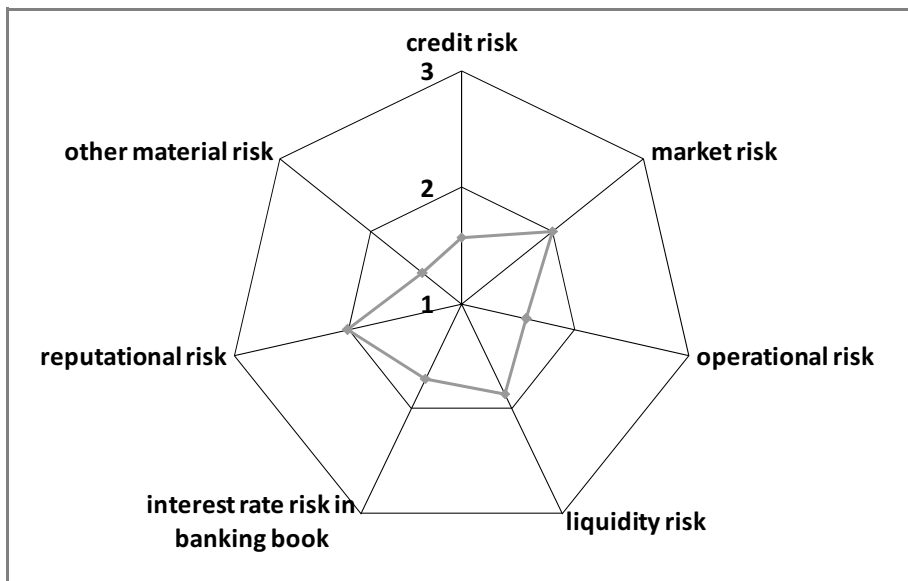 credit risk
3
other material risk
market risk
2
1
reputational risk
operational risk
interest rate risk in
banking book
liquidity risk